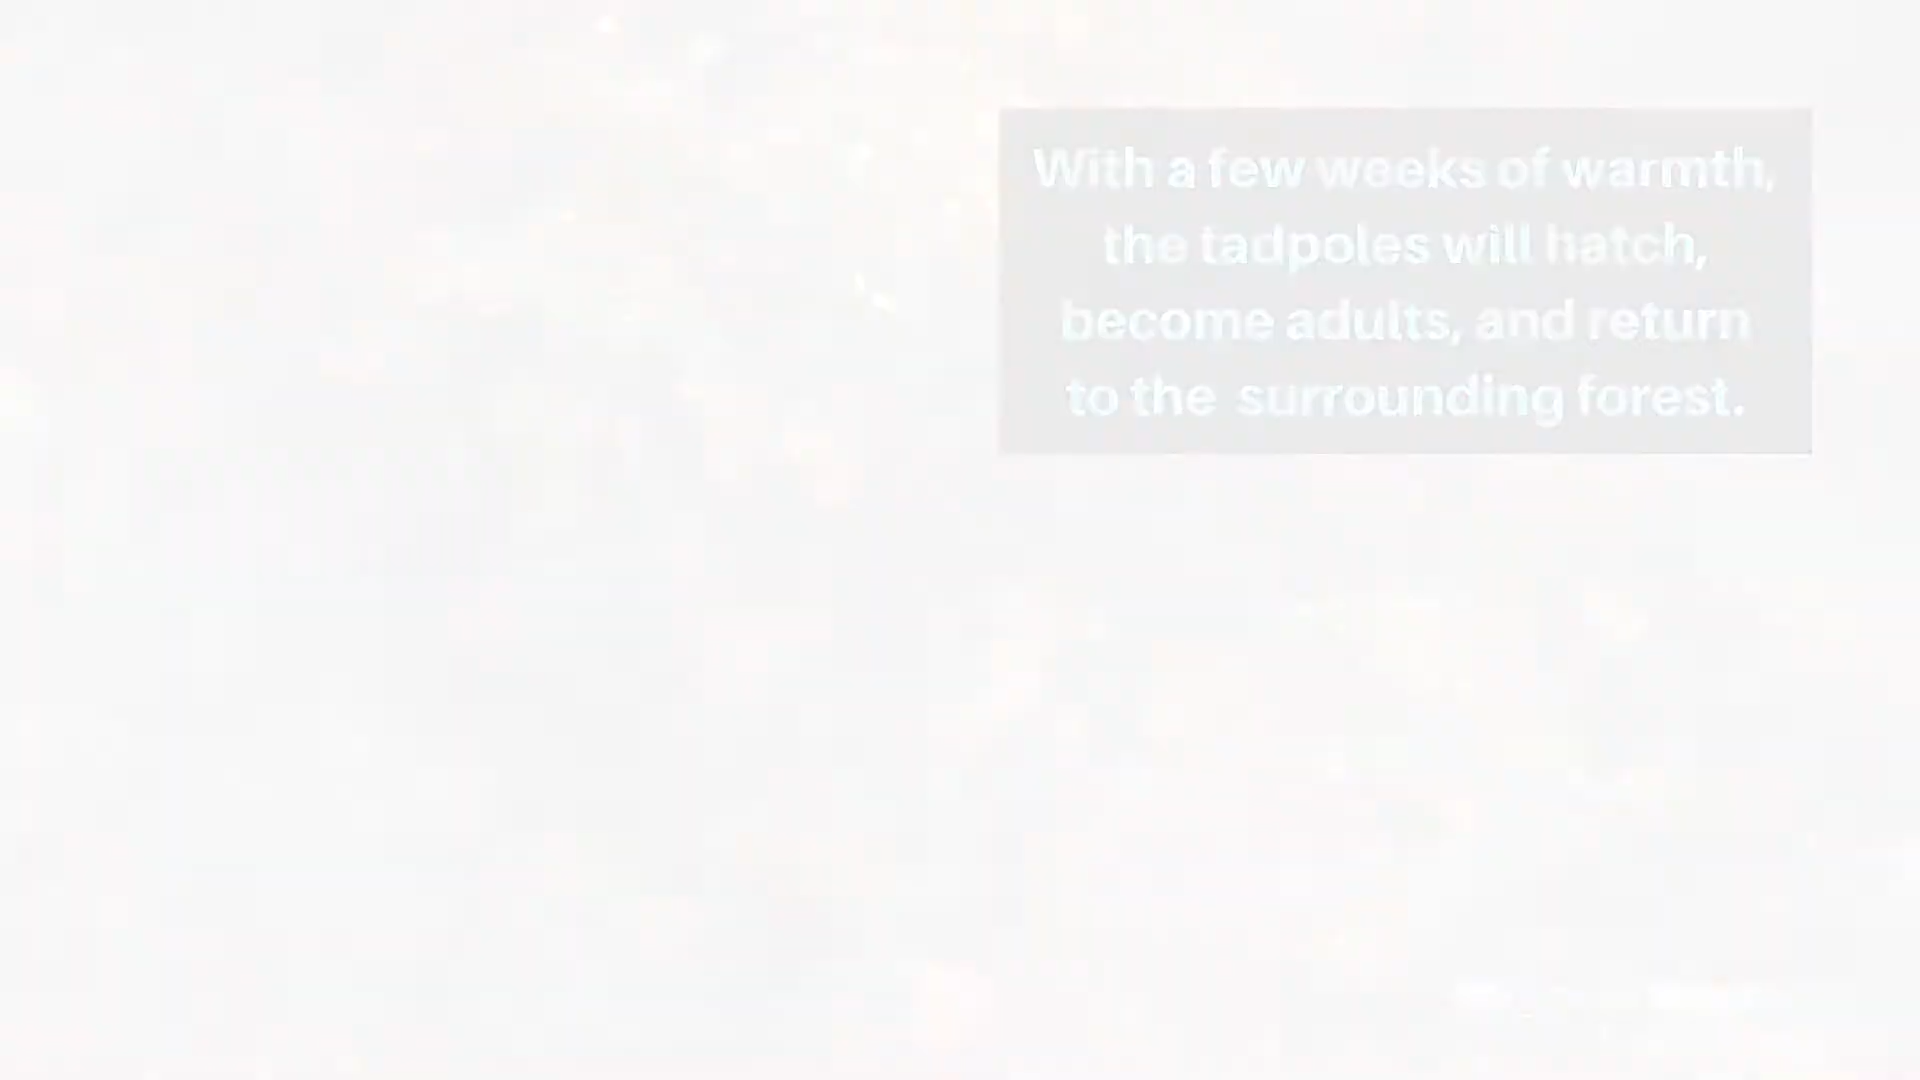 With a few weeks of warmth,
the tadpoles will hatch,
become adults, and return
to the surrounding forest.